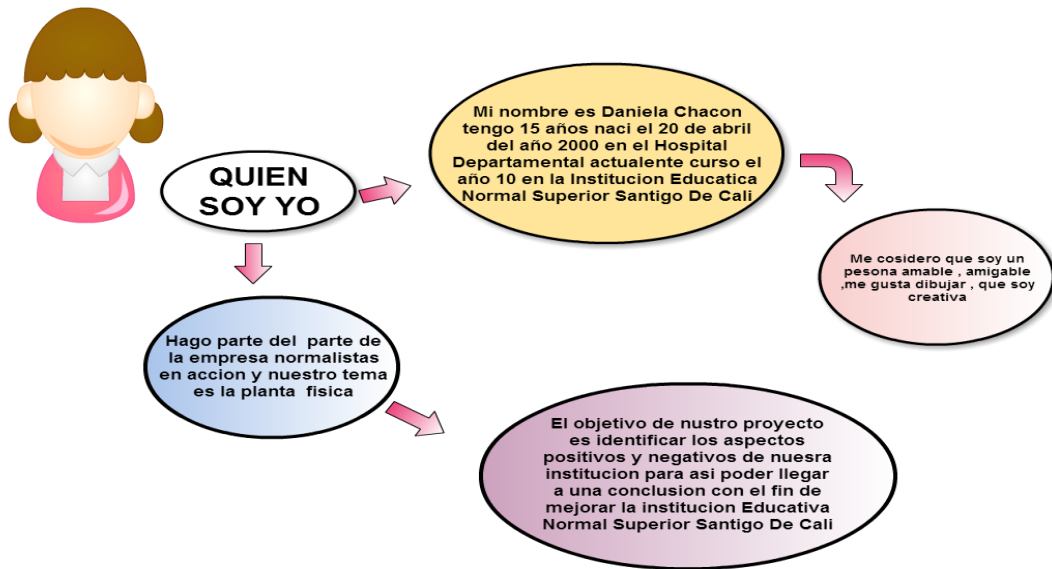 QUIEN
SOY YO
Mi nombre es Daniela Chacon
tengo 15 años naci el 20 de abril
del año 2000 en el Hospital
Departamental actualente curso el
año 10 en la Institucion Educatica
Normal Superior Santigo De Cali
Me cosidero que soy un
pesona amable , amigable
,me gusta dibujar , que soy
creativa
Hago parte del  parte de
la empresa normalistas
en accion y nuestro tema
es la planta  fisica
El objetivo de nustro proyecto
es identificar los aspectos
positivos y negativos de nuesra
institucion para asi poder llegar
a una conclusion con el fin de
mejorar la institucion Educativa
Normal Superior Santigo De Cali